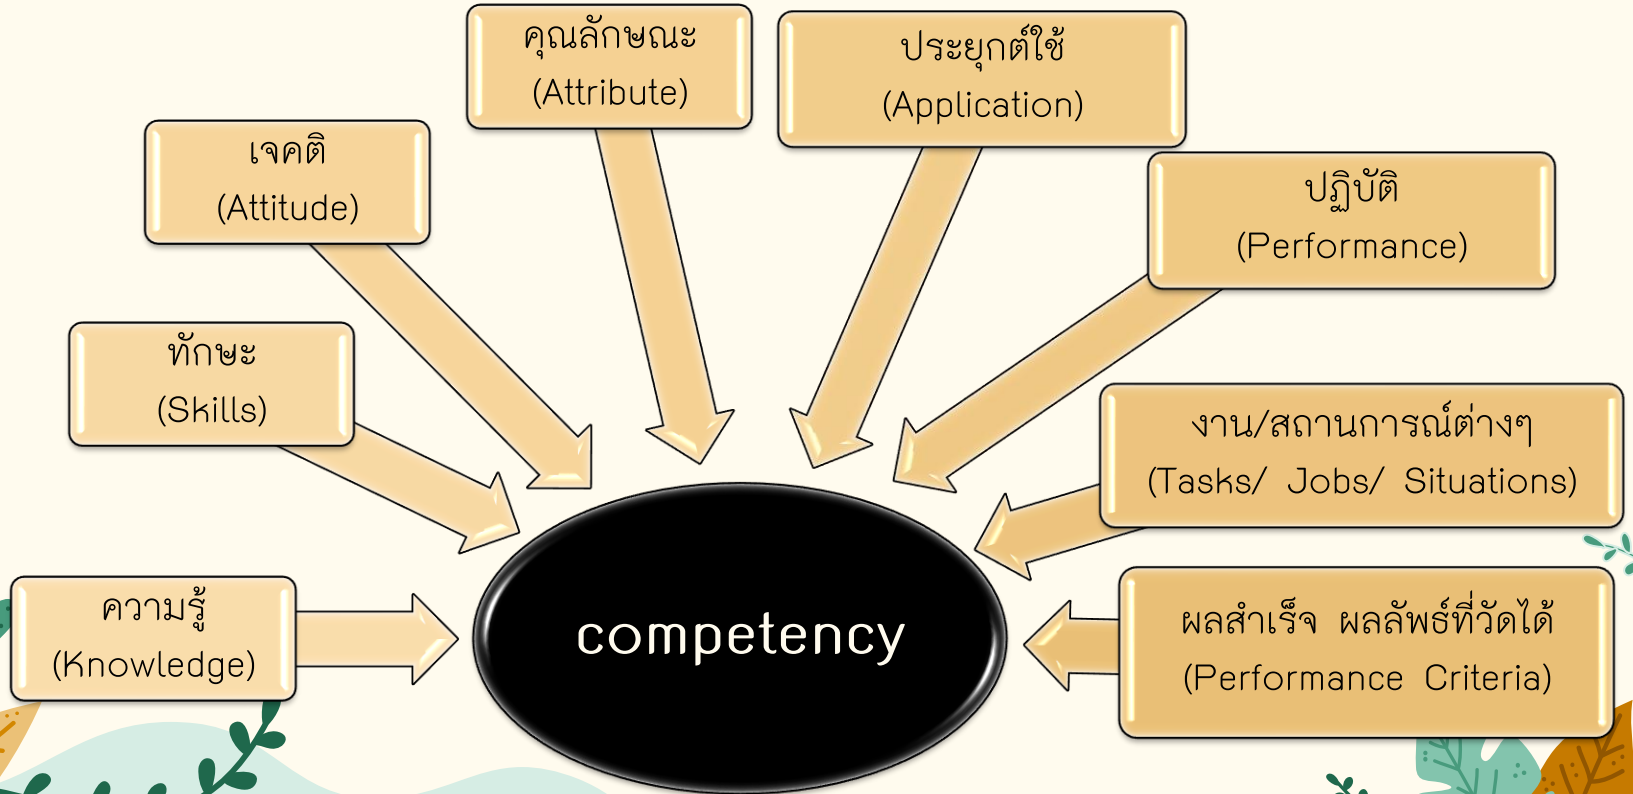 คุณลักษณะ
(Attribute)
ประยุกต์ใช้
(Application)
เจคติ
(Attitude)
ปฏิบัติ
(Performance)
ทักษะ
(Skills)
งาน/สถานการณ์ต่างๆ
(Tasks/ Jobs/ Situations)
ความรู้
(Knowledge)
competency
ผลสำเร็จ ผลลัพธ์ที่วัดได้
(Performance Criteria)